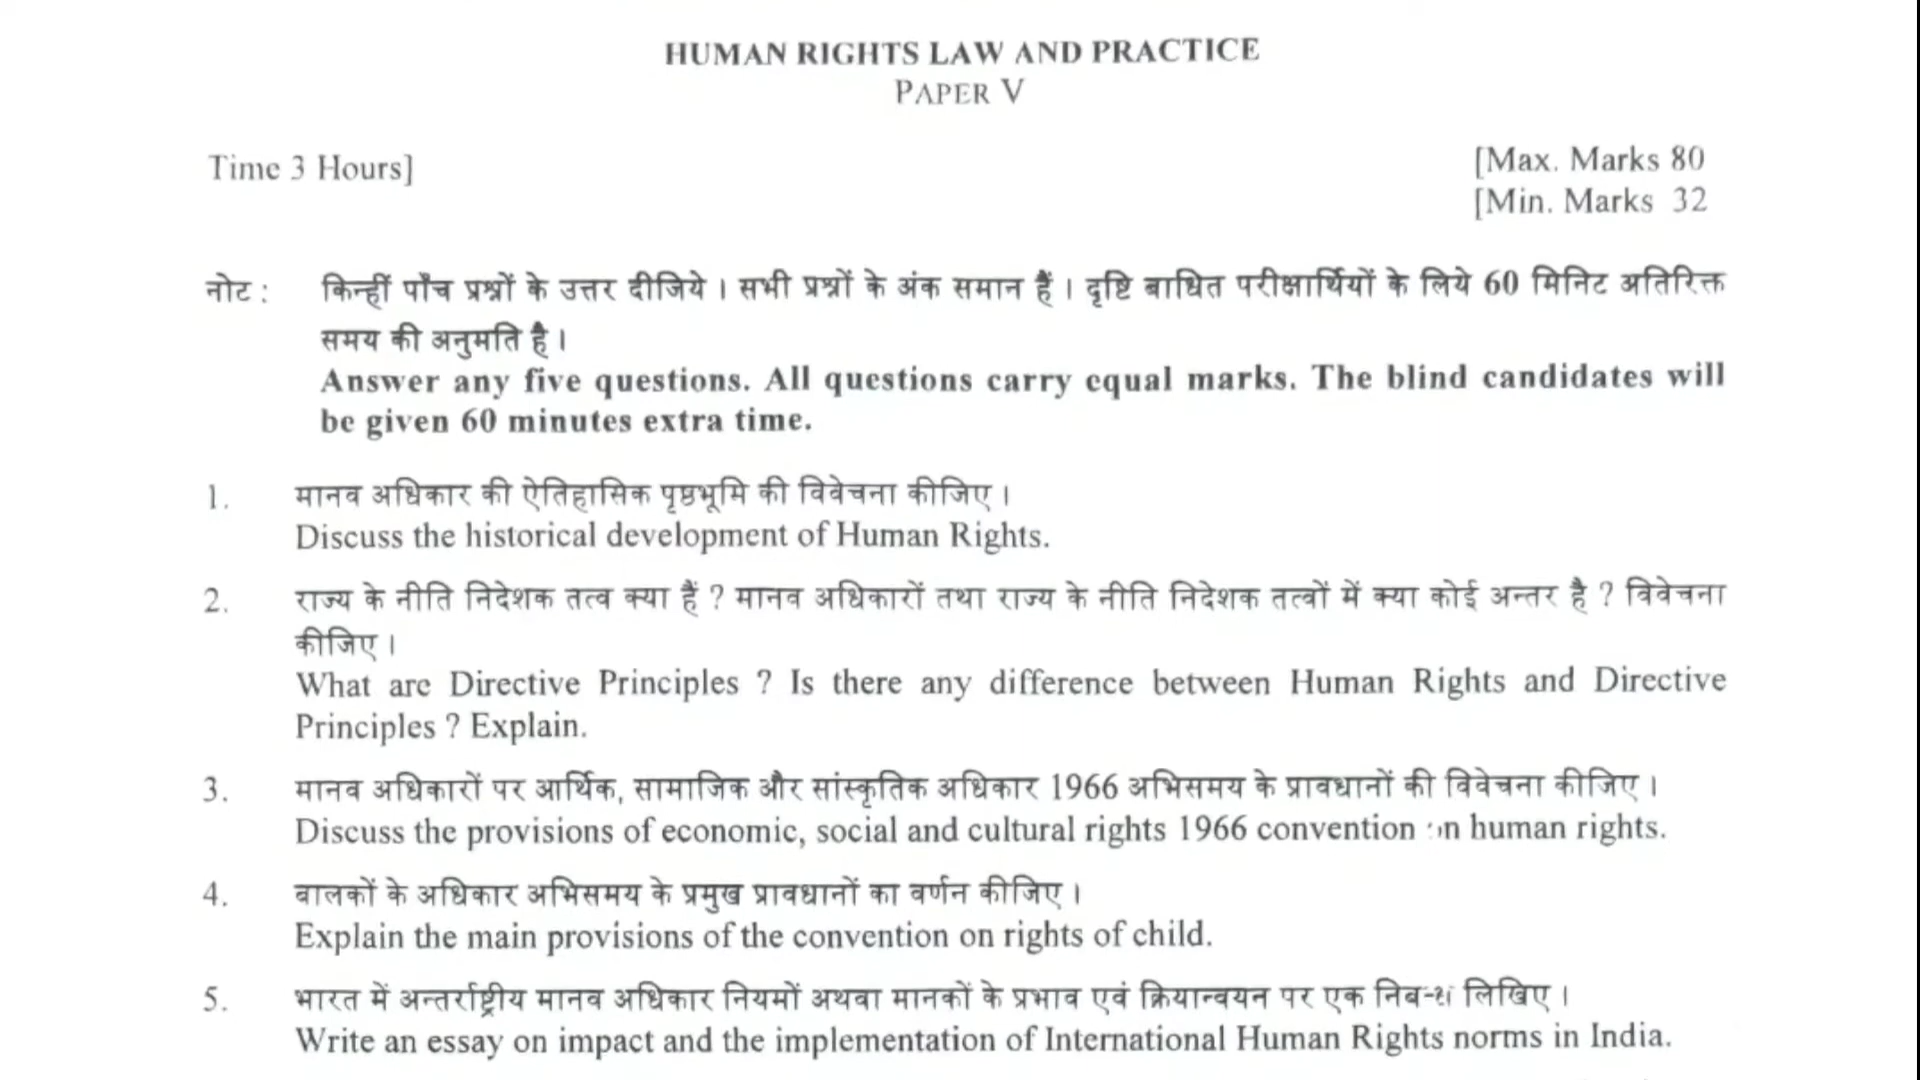 HUMAN RIGHTS LAW AND PRACTICE
PAPER V
Time 3 Hours]
[Max. Marks 80
[Min. Marks 32
नोट : किन्हीं पाँच प्रश्नों के उत्तर दीजिये । सभी प्रश्नों के अंक समान हैं । दृष्टि बाधित परीक्षार्थियों के लिये 60 मिनिट अतिरिक्त
समय की अनुमति है ।
Answer any five questions. All questions carry equal marks. The blind candidates will
be given 60 minutes extra time.
1. मानव अधिकार की ऐतिहासिक पृष्ठभूमि की विवेचना कीजिए ।
Discuss the historical development of Human Rights.
2. राज्य के नीति निदेशक तत्व क्या हैं ? मानव अधिकारों तथा राज्य के नीति निदेशक तत्वों में क्या कोई अन्तर है ? विवेचना
कीजिए ।
What are Directive Principles ? Is there any difference between Human Rights and Directive
Principles ? Explain.
3. मानव अधिकारों पर आर्थिक, सामाजिक और सांस्कृतिक अधिकार 1966 अभिसमय के प्रावधानों की विवेचना कीजिए ।
Discuss the provisions of economic, social and cultural rights 1966 convention on human rights.
4. बालकों के अधिकार अभिसमय के प्रमुख प्रावधानों का वर्णन कीजिए ।
Explain the main provisions of the convention on rights of child.
5. भारत में अन्तर्राष्ट्रीय मानव अधिकार नियमों अथवा मानकों के प्रभाव एवं क्रियान्वयन पर एक निबन्ध लिखिए ।
Write an essay on impact and the implementation of International Human Rights norms in India.